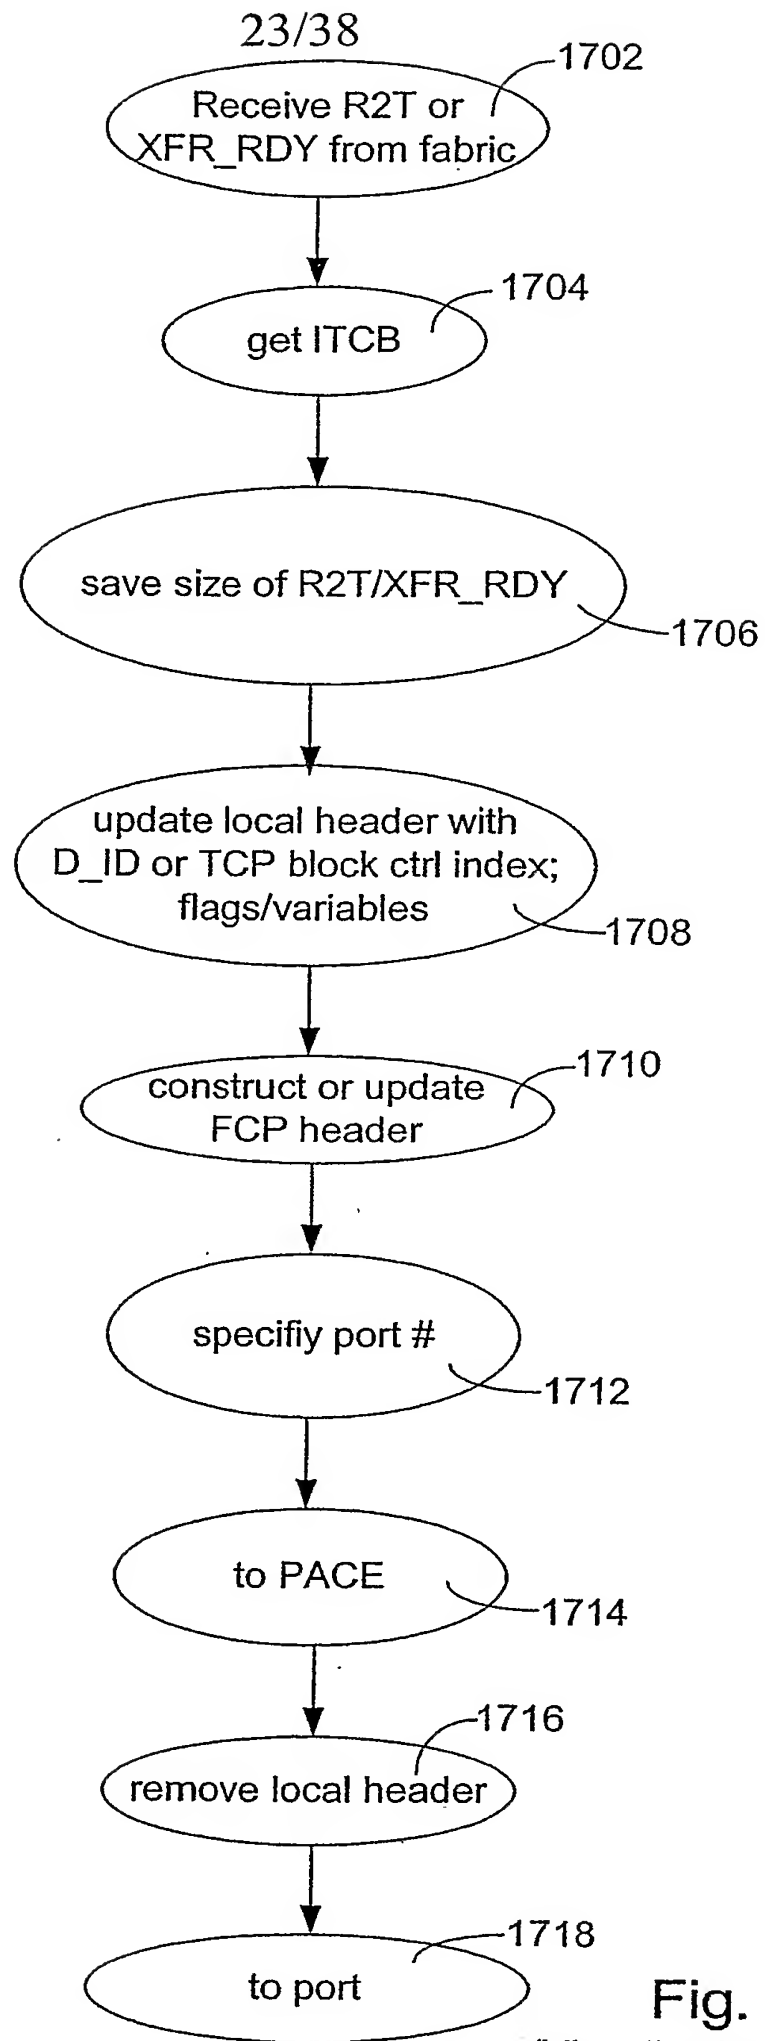 23/38
1702
Receive R2T or
XFR_RDY from fabric
1704
get ITCB
save size of R2T/XFR_RDY
1706
update local header with
D_ID or TCP block ctrl index;
flags/variables
1708
1710
construct or update
FCP header
specifiy port #
1712
to PACE
1714
1716
remove local header
1718
to port
Fig.